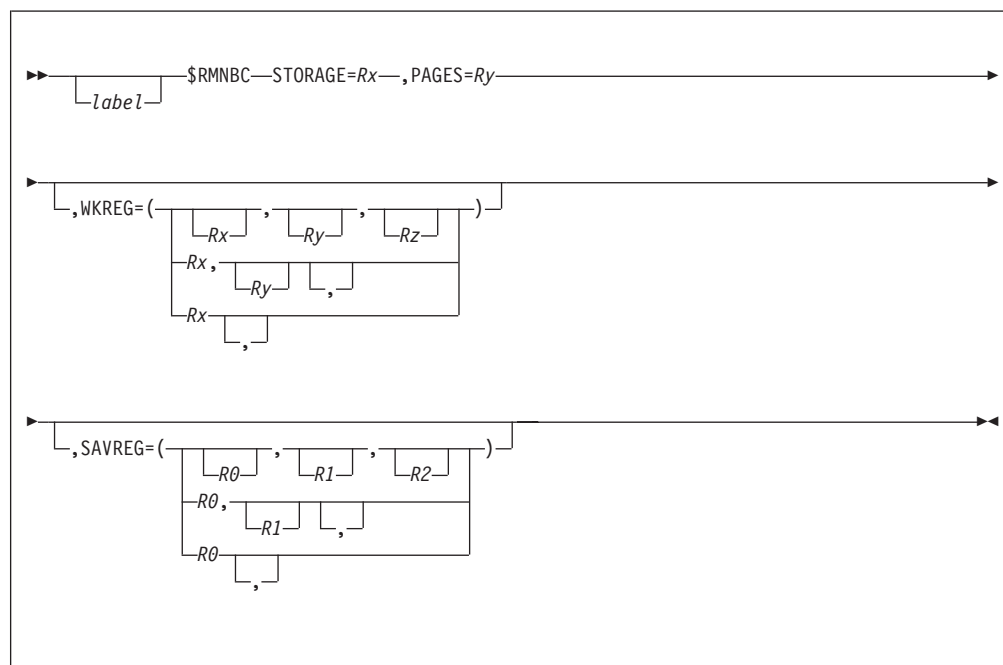 $RMNBC STORAGE=Rx ,PAGES=Ry
label
,WKREG=( , , )
Rx Ry Rz
Rx,
Ry ,
Rx
,
,SAVREG=( , , )
R0 R1 R2
R0,
R1 ,
R0
,